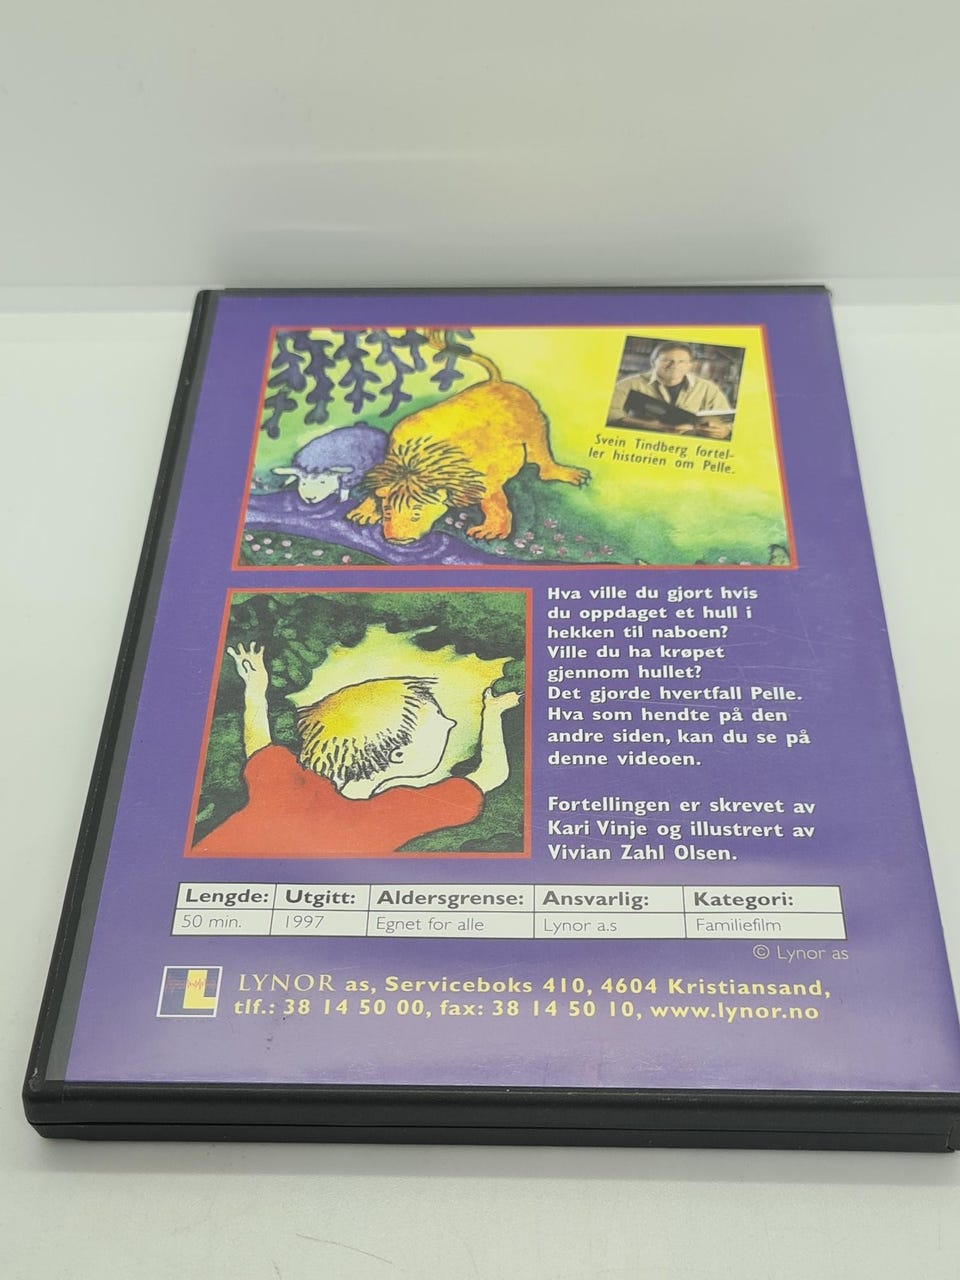 Svein Tindberg fortel-
ler historien om Pelle.
Hva ville du gjort hvis
du oppdaget et hull i
hekken til naboen?
Ville du ha krøpet
gjennom hullet?
Det gjorde hvertfall Pelle.
Hva som hendte på den
andre siden, kan du se på
denne videoen.
Fortellingen er skrevet av
Kari Vinje og illustrert av
Vivian Zahl Olsen.
Lengde: Utgitt: Aldersgrense: Ansvarlig: Kategori:
50 min. 1997 Egnet for alle Lynor a.s Familiefilm
© Lynor as
L
LYNOR as, Serviceboks 410, 4604 Kristiansand,
tlf.: 38 14 50 00, fax: 38 14 50 10, www.lynor.no